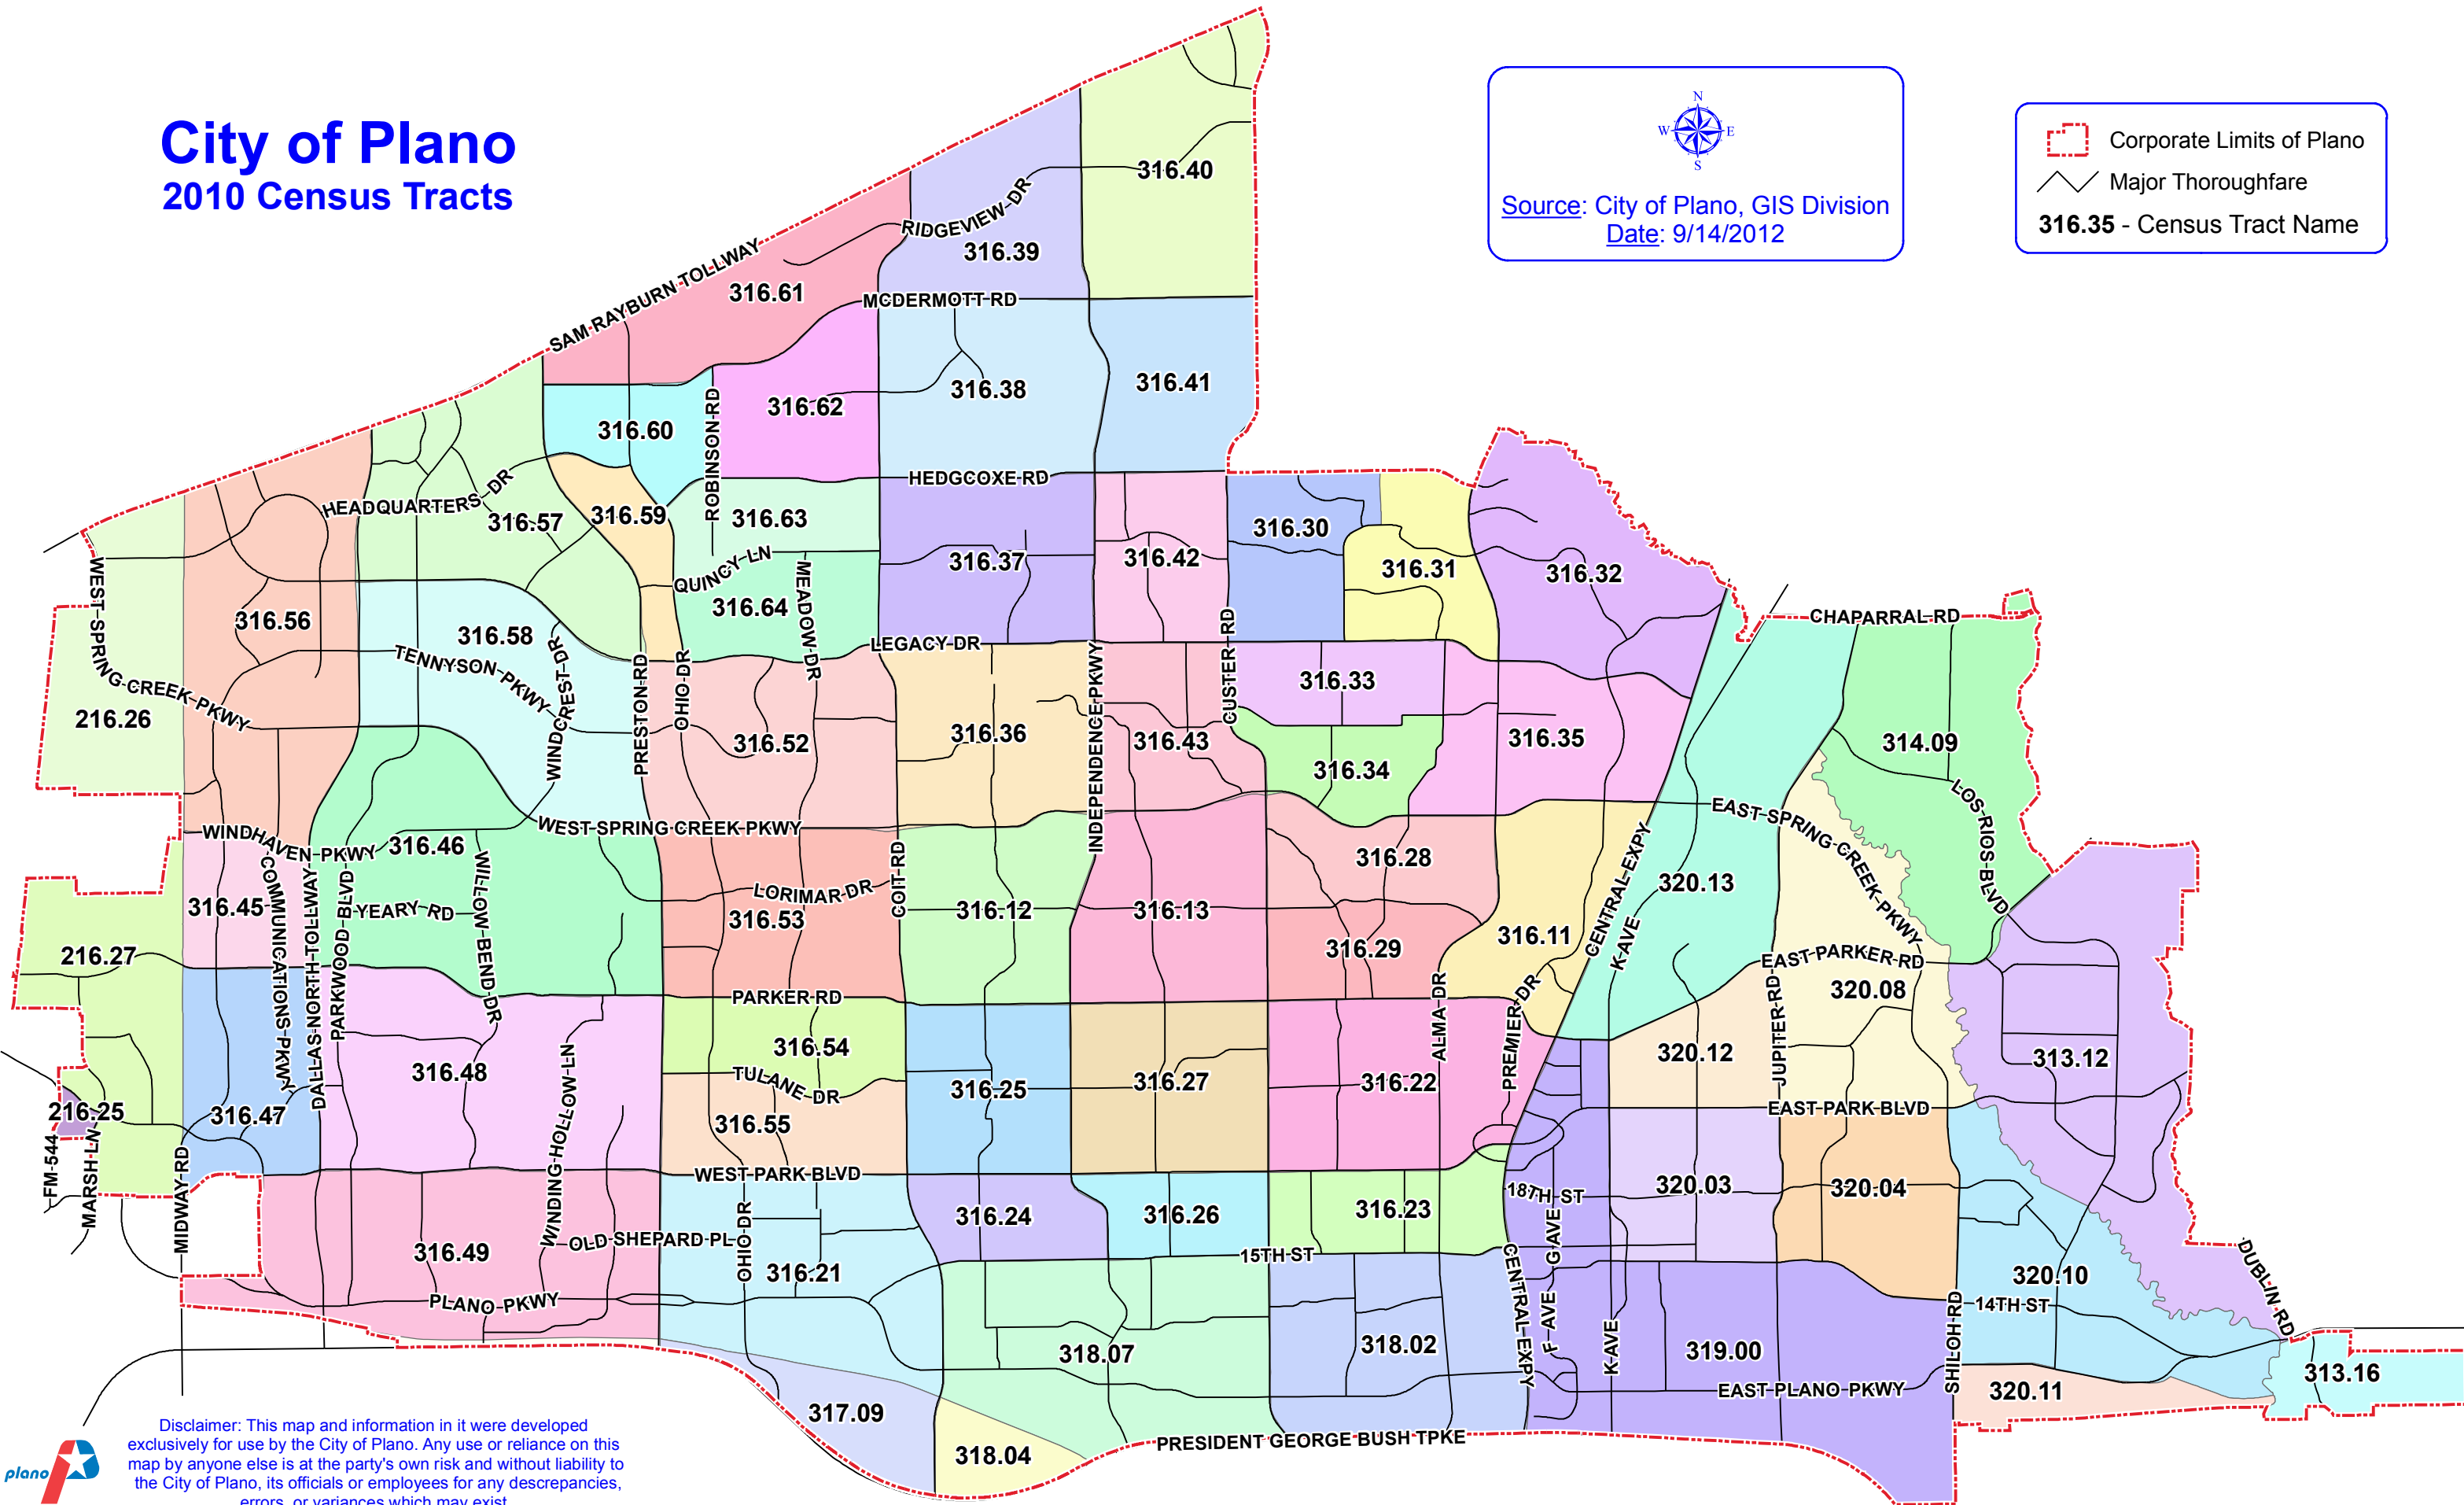 City of Plano
2010 Census Tracts
N
W E
S
Source: City of Plano, GIS Division
Date: 9/14/2012
Corporate Limits of Plano
Major Thoroughfare
316.35 - Census Tract Name
316.40
RIDGEVIEW DR
316.39
SAM RAYBURN TOLLWAY
316.61
MCDERMOTT RD
316.38
316.41
316.62
316.60
ROBINSON RD
HEDGCOXE RD
HEADQUARTERS DR
316.57
316.59
316.63
316.30
316.37
316.42
316.31
316.32
QUINCY LN
316.64
MEADOW DR
WEST SPRING CREEK PKWY
316.56
316.58
LEGACY DR
CHAPARRAL RD
TENNYSON PKWY
WINDCREST DR
PRESTON RD
OHIO DR
INDEPENDENCE PKWY
CUSTER RD
316.33
216.26
316.52
316.36
316.43
316.34
316.35
314.09
LOS RIOS BLVD
EAST SPRING CREEK PKWY
WINDHAVEN PKWY
316.46
WEST SPRING CREEK PKWY
COIT RD
316.28
CENTRAL EXPY
320.13
316.45
COMMUNICATIONS PKWY
DALLAS NORTH TOLLWAY
PARKWOOD BLVD
YEARY RD
WILLOW BEND DR
LORIMAR DR
316.53
316.12
316.13
316.29
316.11
K AVE
216.27
EAST PARKER RD
320.08
PARKER RD
ALMA DR
PREMIER DR
JUPITER RD
316.54
316.48
TULANE DR
316.25
316.27
316.22
320.12
313.12
216.25
316.47
WINDING HOLLOW LN
316.55
EAST PARK BLVD
FM 544
MARSH LN
MIDWAY RD
WEST PARK BLVD
18TH ST
320.03
320.04
316.24
316.26
316.23
G AVE
316.49
OLD SHEPARD PL
OHIO DR
316.21
15TH ST
CENTRAL EXPY
320.10
DUBLIN RD
PLANO PKWY
F AVE
K AVE
SHILOH RD
14TH ST
318.07
318.02
319.00
313.16
EAST PLANO PKWY
320.11
317.09
318.04
PRESIDENT GEORGE BUSH TPKE
plano
Disclaimer: This map and information in it were developed
exclusively for use by the City of Plano. Any use or reliance on this
map by anyone else is at the party's own risk and without liability to
the City of Plano, its officials or employees for any descrepancies,
errors, or variances which may exist.